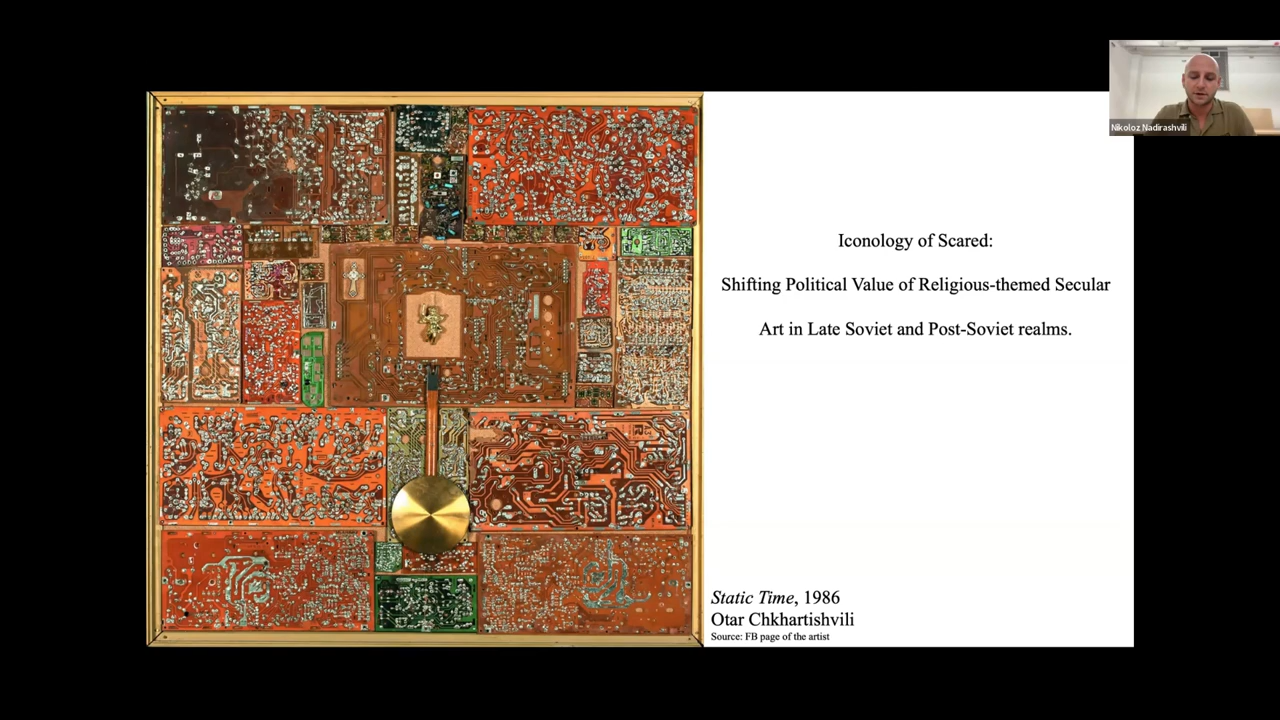 Nikoloz Nadirashvili
Iconology of Scared:
Shifting Political Value of Religious-themed Secular
Art in Late Soviet and Post-Soviet realms.
Static Time, 1986
Otar Chkhartishvili
Source: FB page of the artist